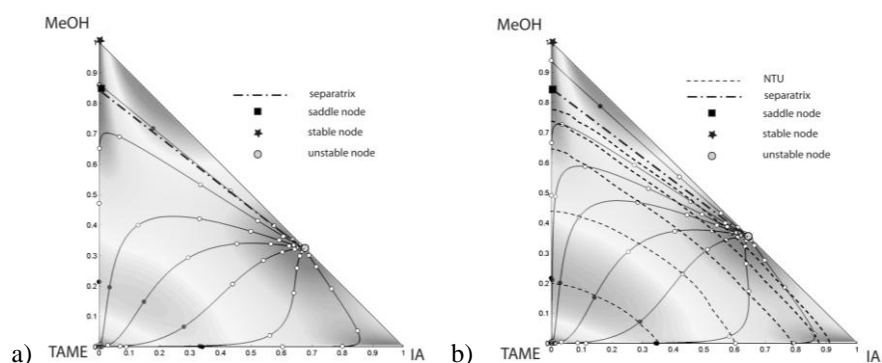 MeOH
1
0.9
0.8
0.7
0.6
0.5
0.4
0.3
0.2
0.1
0
separatrix
saddle node
stable node
unstable node
0 0.1 0.2 0.3 0.4 0.5 0.6 0.7 0.8 0.9 1
a) TAME IA
MeOH
1
0.9
0.8
0.7
0.6
0.5
0.4
0.3
0.2
0.1
0
NTU
separatrix
saddle node
stable node
unstable node
0 0.1 0.2 0.3 0.4 0.5 0.6 0.7 0.8 0.9 1
b) TAME IA